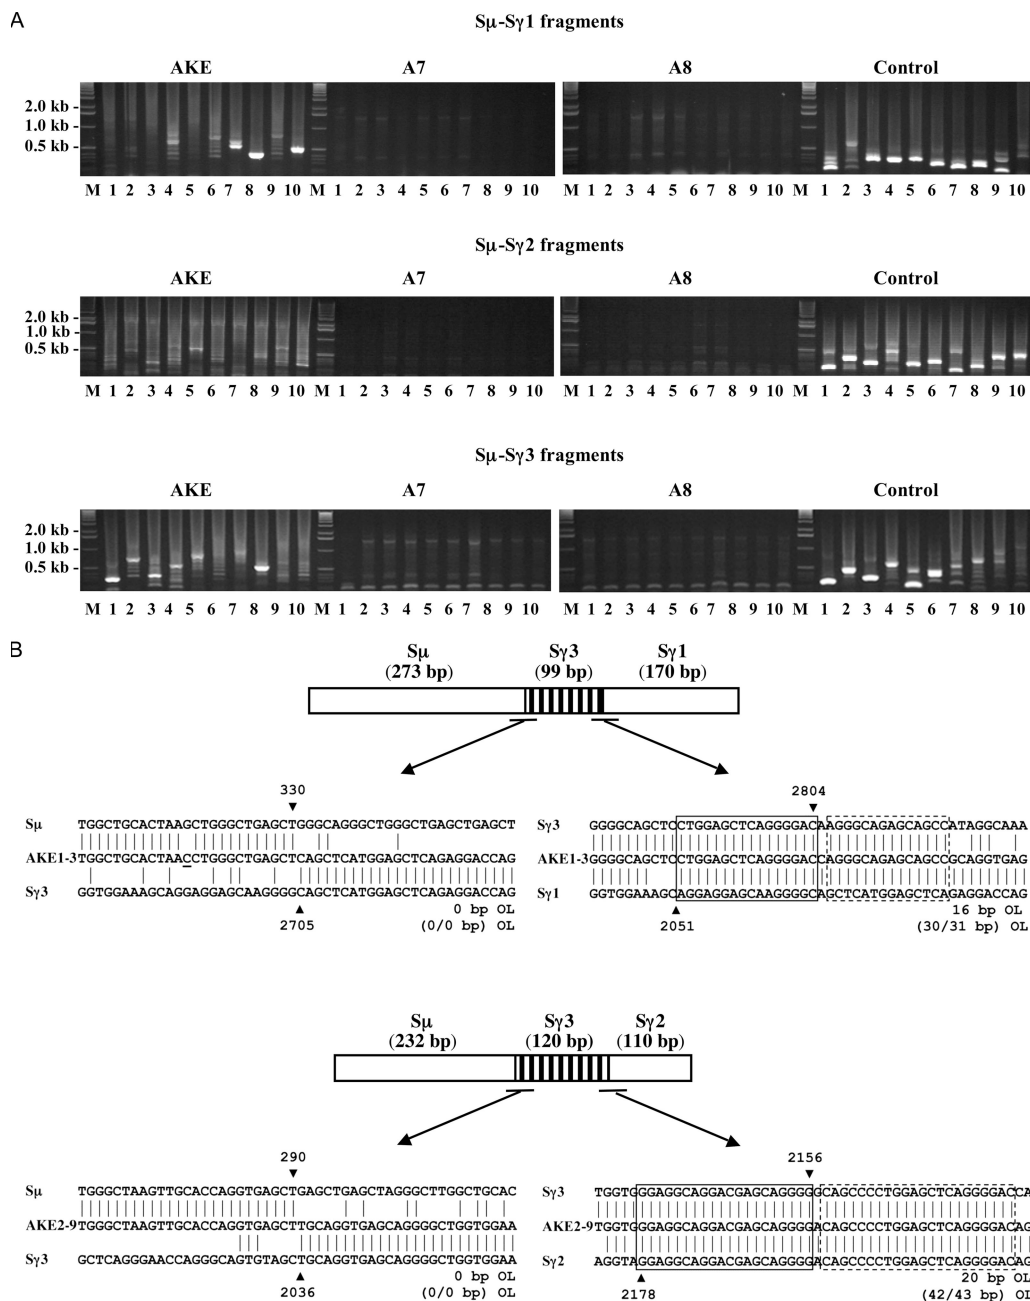 A
Sμ-Sγ1 fragments
AKE A7 A8 Control
2.0 kb -
1.0 kb -
0.5 kb -
M 1 2 3 4 5 6 7 8 9 10 M 1 2 3 4 5 6 7 8 9 10 1 2 3 4 5 6 7 8 9 10 M 1 2 3 4 5 6 7 8 9 10
Sμ-Sγ2 fragments
AKE A7 A8 Control
2.0 kb -
1.0 kb -
0.5 kb -
M 1 2 3 4 5 6 7 8 9 10 M 1 2 3 4 5 6 7 8 9 10 M 1 2 3 4 5 6 7 8 9 10 M 1 2 3 4 5 6 7 8 9 10
Sμ-Sγ3 fragments
AKE A7 A8 Control
2.0 kb -
1.0 kb -
0.5 kb -
M 1 2 3 4 5 6 7 8 9 10 M 1 2 3 4 5 6 7 8 9 10 M 1 2 3 4 5 6 7 8 9 10 M 1 2 3 4 5 6 7 8 9 10
B
Sμ Sγ3 Sγ1
(273 bp) (99 bp) (170 bp)
330
Sμ TGGCTGCACTAAGCTGGGCTGAGCTGGGCAGGGCTGGGCTGAGCTGAGCT
AKE1-3 TGGCTGCACTAACCTGGGCTGAGCTCAGCTCATGGAGCTCAGAGGACCAG
Sγ3 GGTGGAAAGCAGGAGGAGCAAGGGGCAGCTCATGGAGCTCAGAGGACCAG
0 bp OL
2705 (0/0 bp) OL
2804
Sγ3 GGGGCAGCTCCTGGAGCTCAGGGGACAAGGGCAGAGCAGCCATAGGCAAA
AKE1-3 GGGGCAGCTCCTGGAGCTCAGGGGACCAGGGCAGAGCAGCCGCAGGTGAG
Sγ1 GGTGGAAAGCAGGAGGAGCAAGGGGCAGCTCATGGAGCTCAGAGGACCAG
16 bp OL
2051 (30/31 bp) OL
Sμ Sγ3 Sγ2
(232 bp) (120 bp) (110 bp)
290
Sμ TGGGCTAAGTTGCACCAGGTGAGCTGAGCTGAGCTAGGGCTTGGCTGCAC
AKE2-9 TGGGCTAAGTTGCACCAGGTGAGCTTGCAGGTGAGCAGGGGCTGGTGGAA
Sγ3 GCTCAGGGAACCAGGGCAGTGTAGCTGCAGGTGAGCAGGGGCTGGTGGAA
0 bp OL
2036 (0/0 bp) OL
2156
Sγ3 TGGTGGGAGGCAGGACGAGCAGGGGGCAGCCCCTGGAGCTCAGGGGACCA
AKE2-9 TGGTGGGAGGCAGGACGAGCAGGGGACAGCCCCTGGAGCTCAGGGGACAG
Sγ2 AGGTAGGAGGCAGGACGAGCAGGGGACAGCCCCTGGAGCTCAGGGGACAG
20 bp OL
2178 (42/43 bp) OL